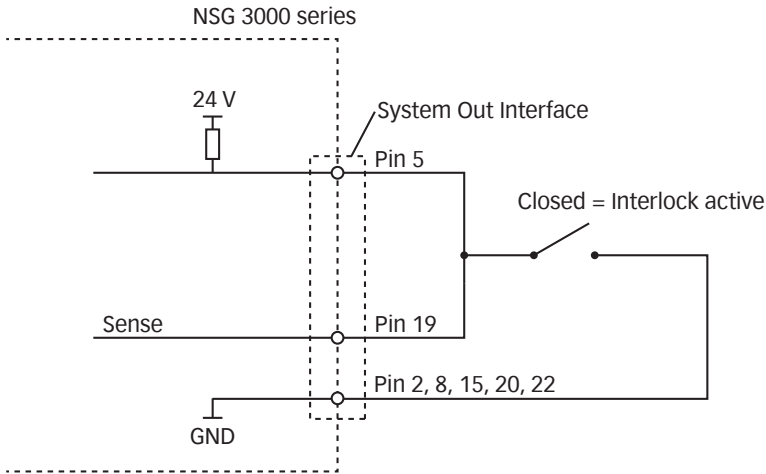 NSG 3000 series
24 V
System Out Interface
Pin 5
Closed = Interlock active
Sense
Pin 19
Pin 2, 8, 15, 20, 22
GND